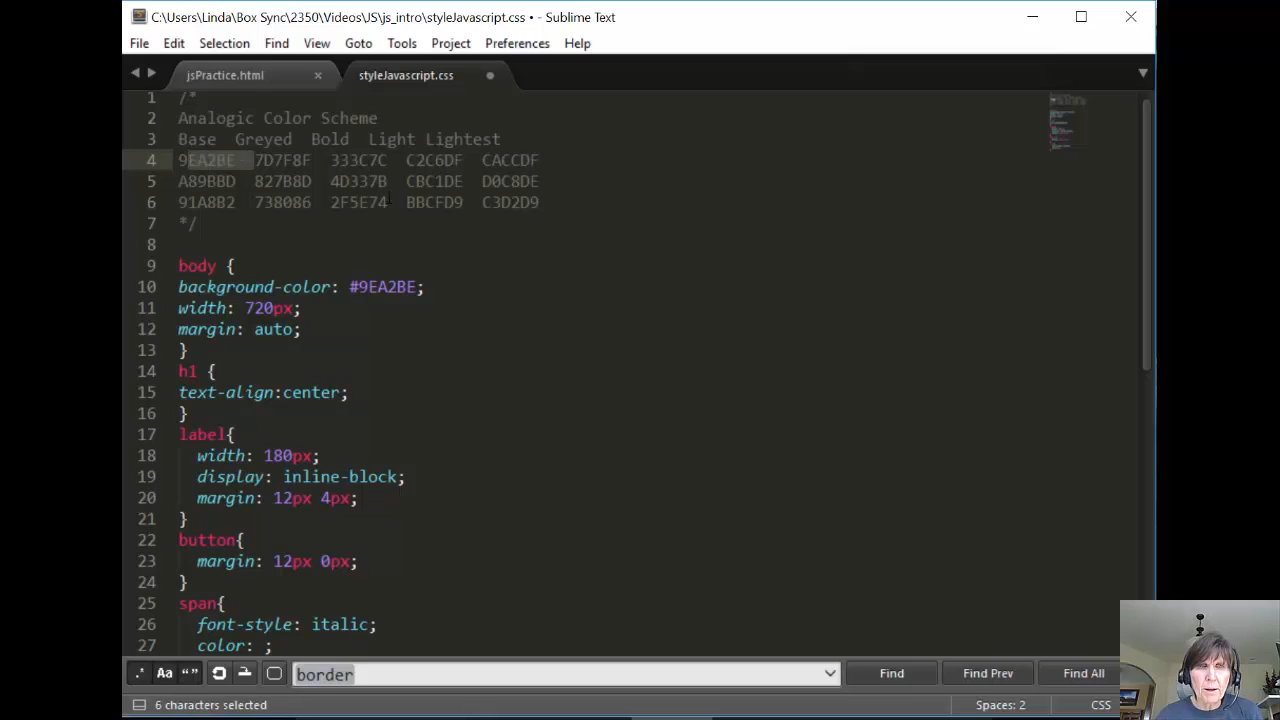 C:\Users\Linda\Box Sync\2350\Videos\JS\js_intro\styleJavascript.css • - Sublime Text
File Edit Selection Find View Goto Tools Project Preferences Help
jsPractice.html × styleJavascript.css
1 /*
2 Analogic Color Scheme
3 Base Greyed Bold Light Lightest
4 9EA2BE 7D7F8F 333C7C C2C6DF CACCDF
5 A89BBD 827B8D 4D337B CBC1DE D0C8DE
6 91A8B2 738086 2F5E74 BBCFD9 C3D2D9
7 */
8
9 body {
10 background-color: #9EA2BE;
11 width: 720px;
12 margin: auto;
13 }
14 h1 {
15 text-align:center;
16 }
17 label{
18 width: 180px;
19 display: inline-block;
20 margin: 12px 4px;
21 }
22 button{
23 margin: 12px 0px;
24 }
25 span{
26 font-style: italic;
27 color: ;
.* Aa “” border Find Find Prev Find All
6 characters selected Spaces: 2 CSS